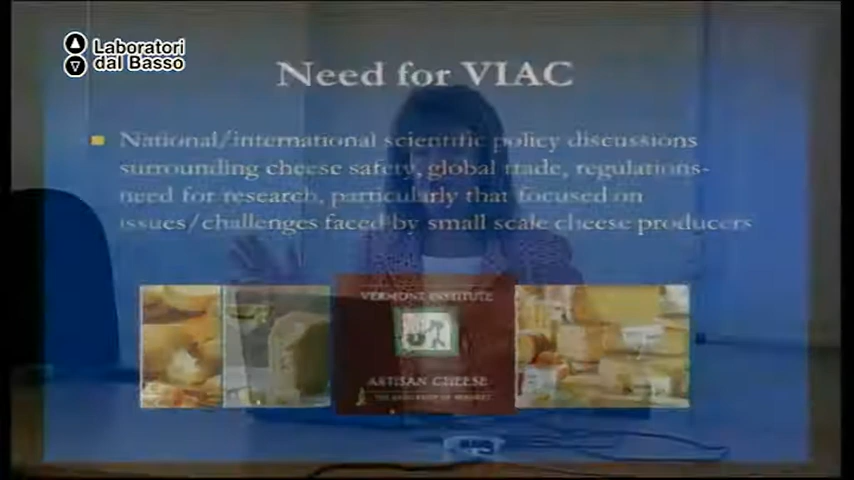 Laboratori
dal Basso
Need for VIAC
National/international scientific policy discussions
surrounding cheese safety, global trade, regulations-
need for research, particularly that focused on
issues/challenges faced by small scale cheese producers
VERMONT INSTITUTE
ARTISAN CHEESE